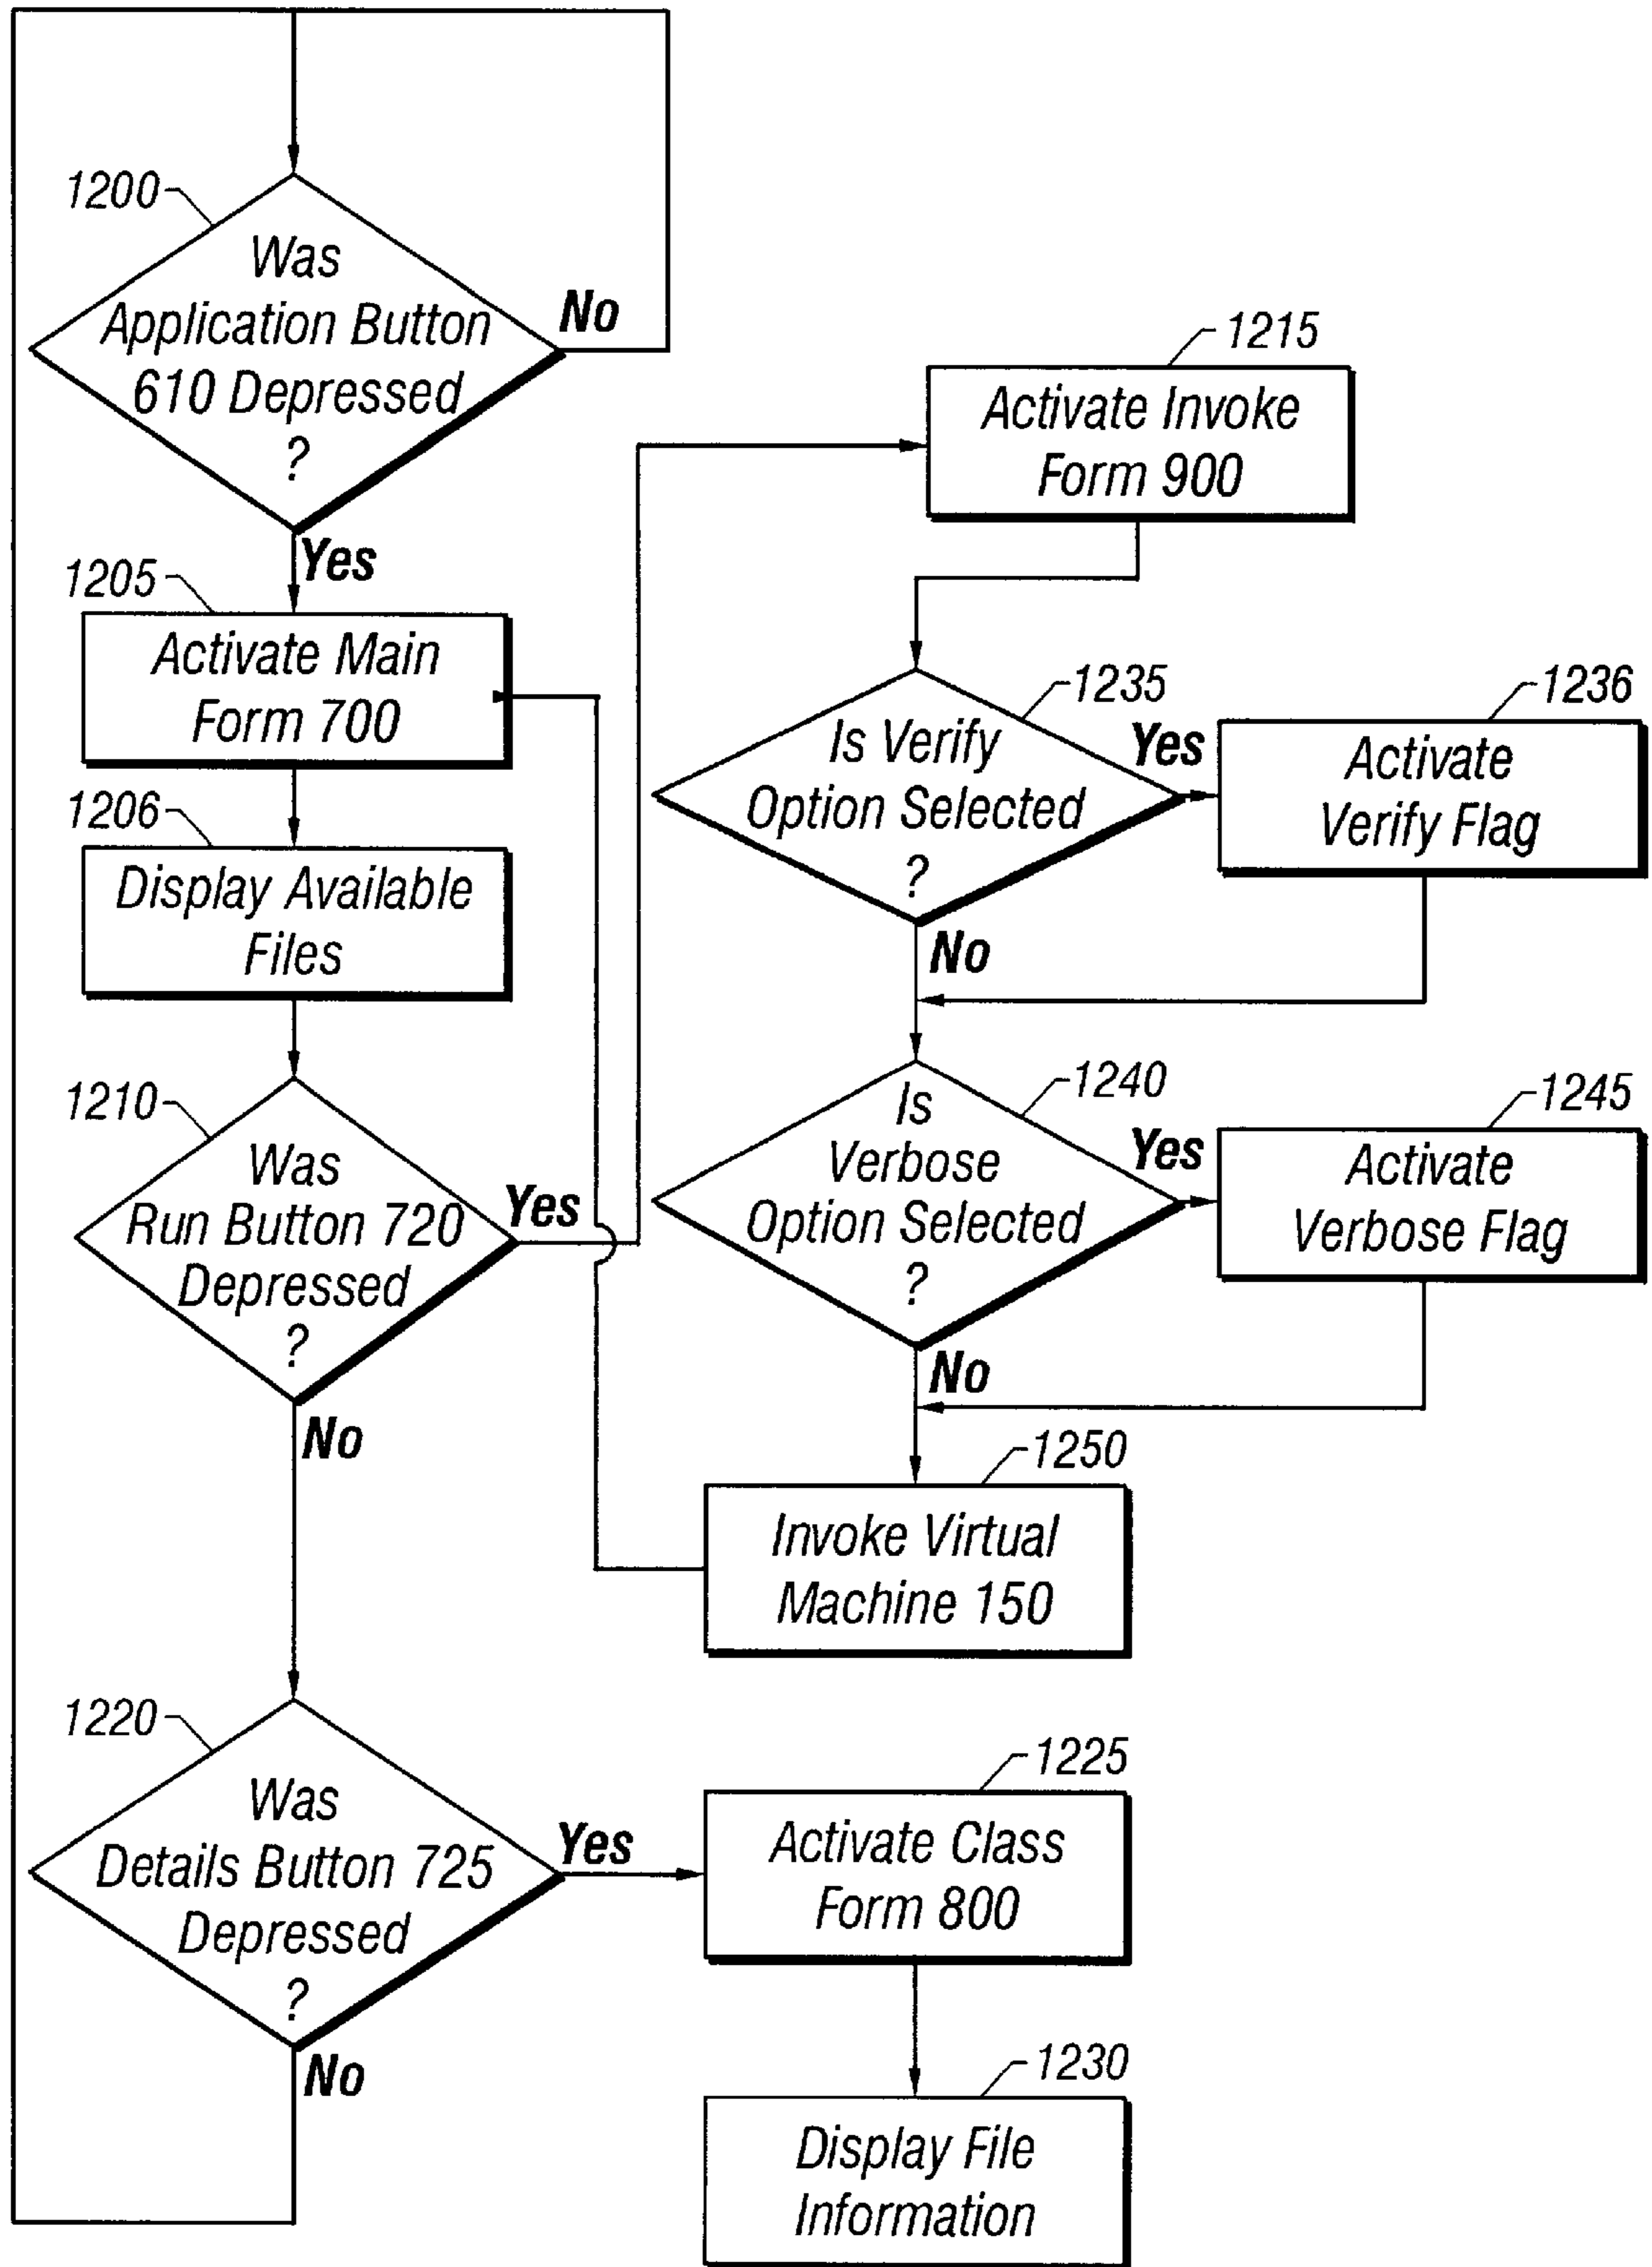 1200
Was
Application Button
610 Depressed
?
No
Yes
1205
Activate Main
Form 700
1206
Display Available
Files
1210
Was
Run Button 720
Depressed
?
Yes
No
1215
Activate Invoke
Form 900
1235
Is Verify
Option Selected
?
Yes
No
1236
Activate
Verify Flag
1240
Is
Verbose
Option Selected
?
Yes
No
1245
Activate
Verbose Flag
1250
Invoke Virtual
Machine 150
1220
Was
Details Button 725
Depressed
?
Yes
No
1225
Activate Class
Form 800
1230
Display File
Information